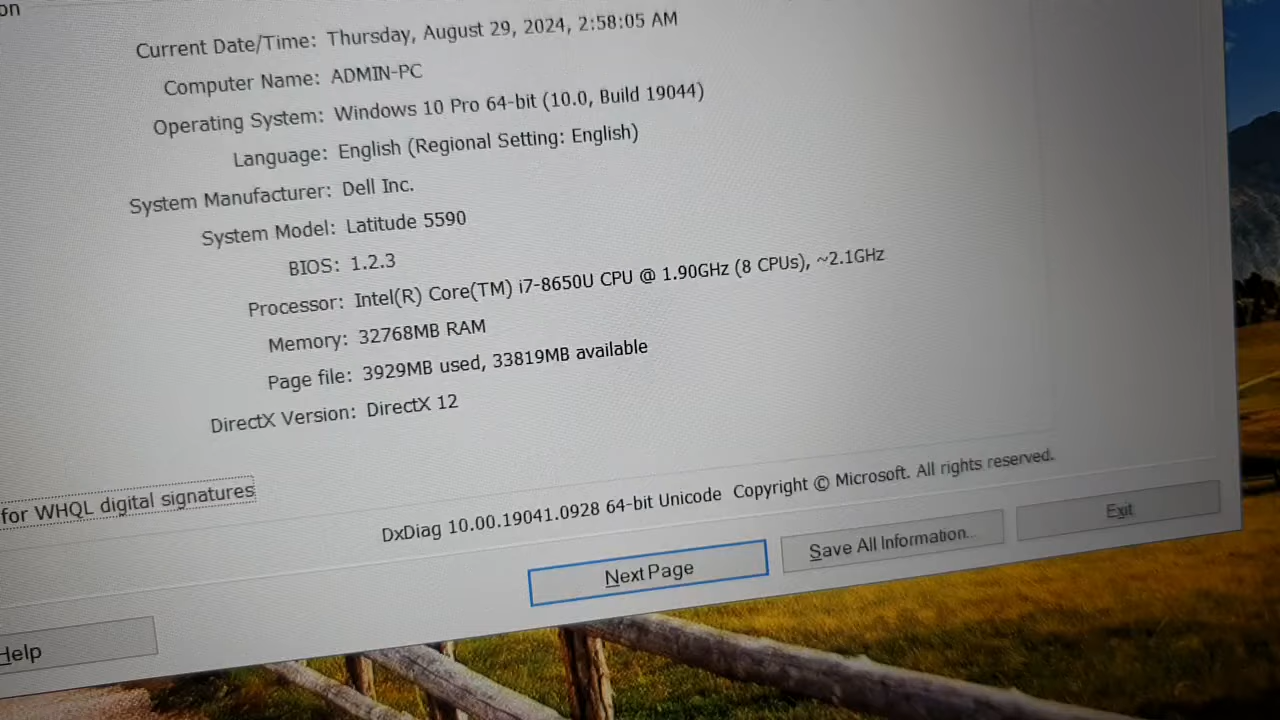 on
Current Date/Time: Thursday, August 29, 2024, 2:58:05 AM
Computer Name: ADMIN-PC
Operating System: Windows 10 Pro 64-bit (10.0, Build 19044)
Language: English (Regional Setting: English)
System Manufacturer: Dell Inc.
System Model: Latitude 5590
BIOS: 1.2.3
Processor: Intel(R) Core(TM) i7-8650U CPU @ 1.90GHz (8 CPUs), ~2.1GHz
Memory: 32768MB RAM
Page file: 3929MB used, 33819MB available
DirectX Version: DirectX 12
for WHQL digital signatures
DxDiag 10.00.19041.0928 64-bit Unicode Copyright © Microsoft. All rights reserved.
Help
Next Page
Save All Information...
Exit